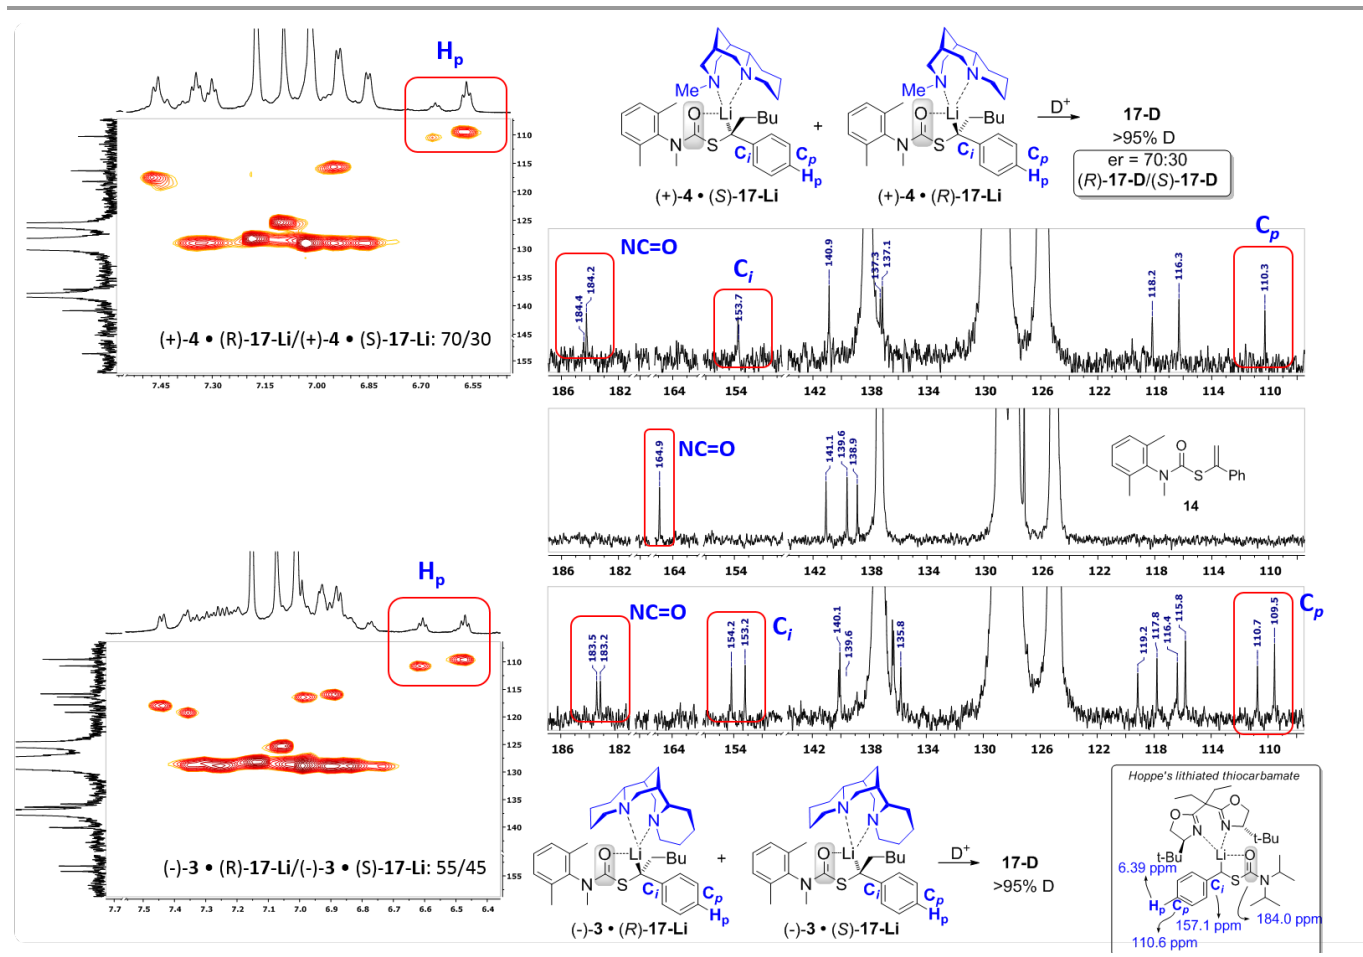 Hp
110
115
120
125
130
135
140
145
150
155
(+)-4 • (R)-17-Li/(+)-4 • (S)-17-Li: 70/30
7.45 7.30 7.15 7.00 6.85 6.70 6.55
Me N N
Li
O Bu
N S
Ci Cp
Hp
(+)-4 • (S)-17-Li
+
Me N N
Li
O Bu
N S
Ci Cp
Hp
(+)-4 • (R)-17-Li
D+
17-D
>95% D
er = 70:30
(R)-17-D/(S)-17-D
NC=O
184.4
184.2
Ci
153.7
140.9
137.3
137.1
118.2
116.3
Cp
110.3
186 182 164 154 142 138 134 130 126 122 118 114 110
NC=O
164.9
141.1
139.6
138.9
O
N S Ph
14
186 182 164 154 142 138 134 130 126 122 118 114 110
Hp
110
115
120
125
130
135
140
155
(-)-3 • (R)-17-Li/(-)-3 • (S)-17-Li: 55/45
7.7 7.6 7.5 7.4 7.3 7.2 7.1 7.0 6.9 6.8 6.7 6.6 6.5 6.4
NC=O
183.5
183.2
154.2
153.2
Ci
140.1
139.6
135.8
119.2
117.8
116.4
115.8
110.7
109.5
Cp
186 182 164 154 142 138 134 130 126 122 118 114 110
N N
Li
O Bu
N S
Ci Cp
Hp
(-)-3 • (R)-17-Li
+
N N
Li
O Bu
N S
Ci Cp
Hp
(-)-3 • (S)-17-Li
D+
17-D
>95% D
Hoppe's lithiated thiocarbamate
O O
N N
t-Bu
t-Bu
Li
O
6.39 ppm
Ci S N
Hp Cp
184.0 ppm
157.1 ppm
110.6 ppm